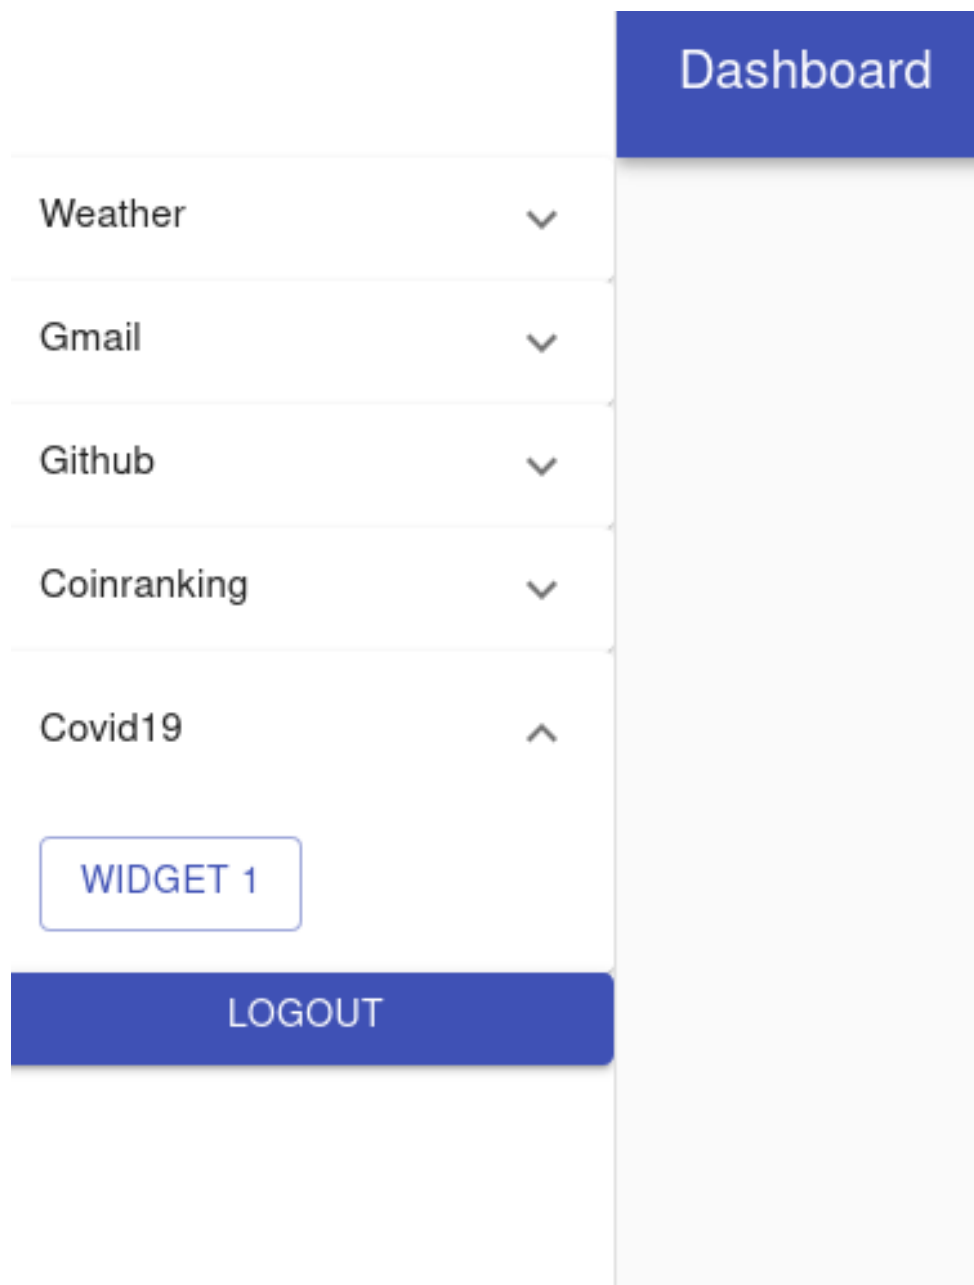 Dashboard
Weather
Gmail
Github
Coinranking
Covid19
WIDGET 1
LOGOUT